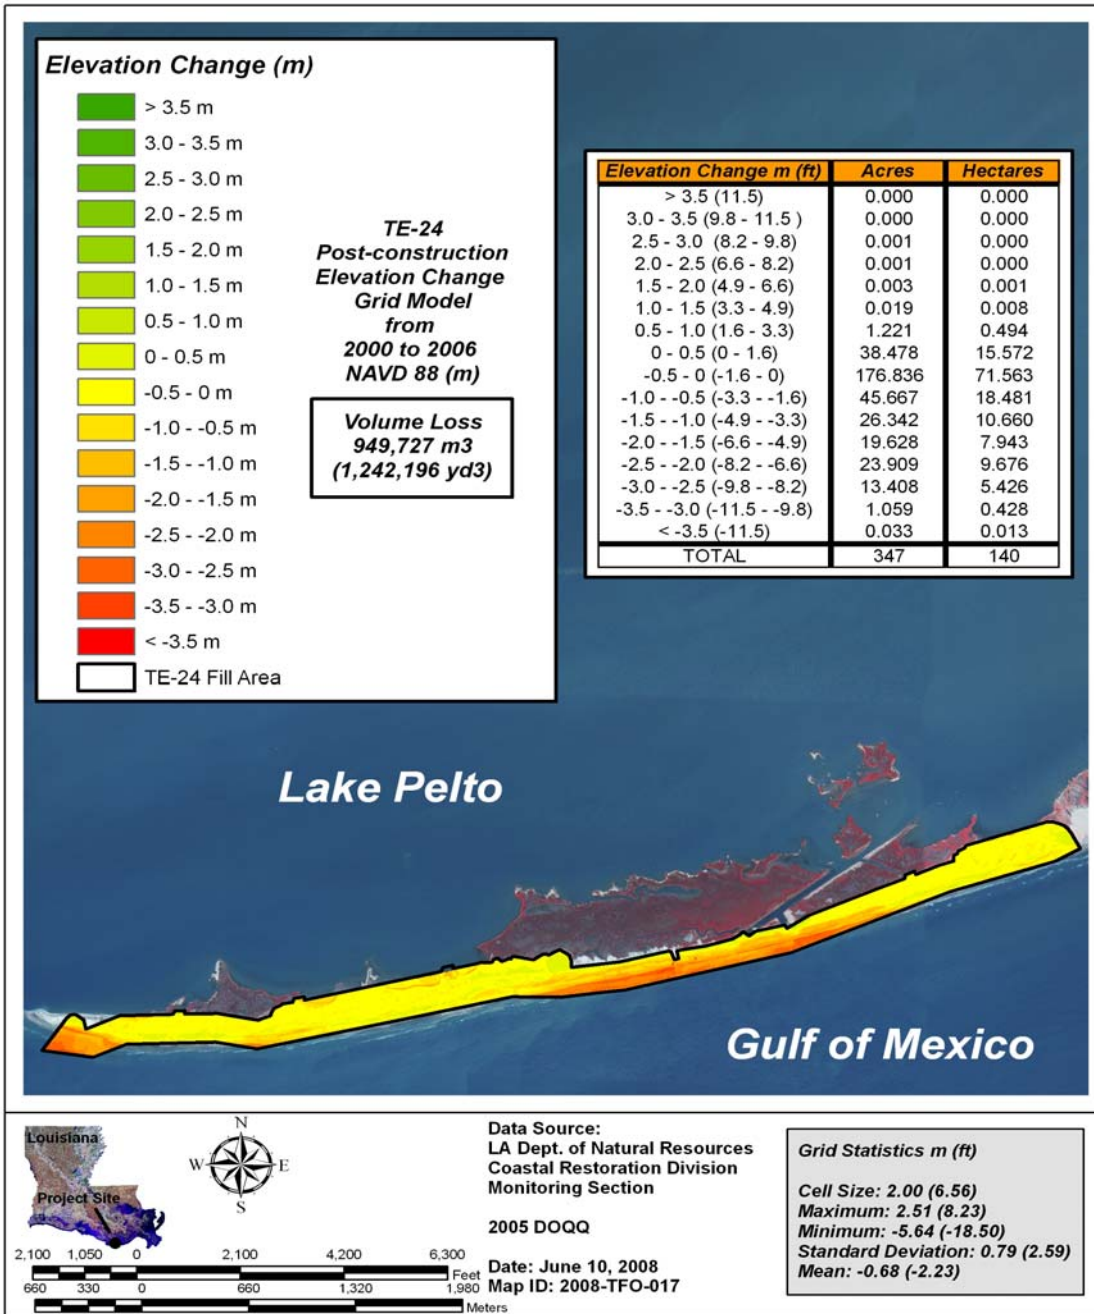 Elevation Change (m)
> 3.5 m
3.0 - 3.5 m
2.5 - 3.0 m
2.0 - 2.5 m
1.5 - 2.0 m
1.0 - 1.5 m
0.5 - 1.0 m
0 - 0.5 m
-0.5 - 0 m
-1.0 - -0.5 m
-1.5 - -1.0 m
-2.0 - -1.5 m
-2.5 - -2.0 m
-3.0 - -2.5 m
-3.5 - -3.0 m
< -3.5 m
TE-24 Fill Area
TE-24
Post-construction
Elevation Change
Grid Model
from
2000 to 2006
NAVD 88 (m)
Volume Loss
949,727 m3
(1,242,196 yd3)
Elevation Change m (ft) Acres Hectares
> 3.5 (11.5) 0.000 0.000
3.0 - 3.5 (9.8 - 11.5 ) 0.000 0.000
2.5 - 3.0 (8.2 - 9.8) 0.001 0.000
2.0 - 2.5 (6.6 - 8.2) 0.001 0.000
1.5 - 2.0 (4.9 - 6.6) 0.003 0.001
1.0 - 1.5 (3.3 - 4.9) 0.019 0.008
0.5 - 1.0 (1.6 - 3.3) 1.221 0.494
0 - 0.5 (0 - 1.6) 38.478 15.572
-0.5 - 0 (-1.6 - 0) 176.836 71.563
-1.0 - -0.5 (-3.3 - -1.6) 45.667 18.481
-1.5 - -1.0 (-4.9 - -3.3) 26.342 10.660
-2.0 - -1.5 (-6.6 - -4.9) 19.628 7.943
-2.5 - -2.0 (-8.2 - -6.6) 23.909 9.676
-3.0 - -2.5 (-9.8 - -8.2) 13.408 5.426
-3.5 - -3.0 (-11.5 - -9.8) 1.059 0.428
< -3.5 (-11.5) 0.033 0.013
TOTAL 347 140
Lake Pelto
Gulf of Mexico
Louisiana
Project Site
N
W E
S
2,100 1,050 0 2,100 4,200 6,300
Feet
660 330 0 660 1,320 1,980
Meters
Data Source:
LA Dept. of Natural Resources
Coastal Restoration Division
Monitoring Section
2005 DOQQ
Date: June 10, 2008
Map ID: 2008-TFO-017
Grid Statistics m (ft)
Cell Size: 2.00 (6.56)
Maximum: 2.51 (8.23)
Minimum: -5.64 (-18.50)
Standard Deviation: 0.79 (2.59)
Mean: -0.68 (-2.23)